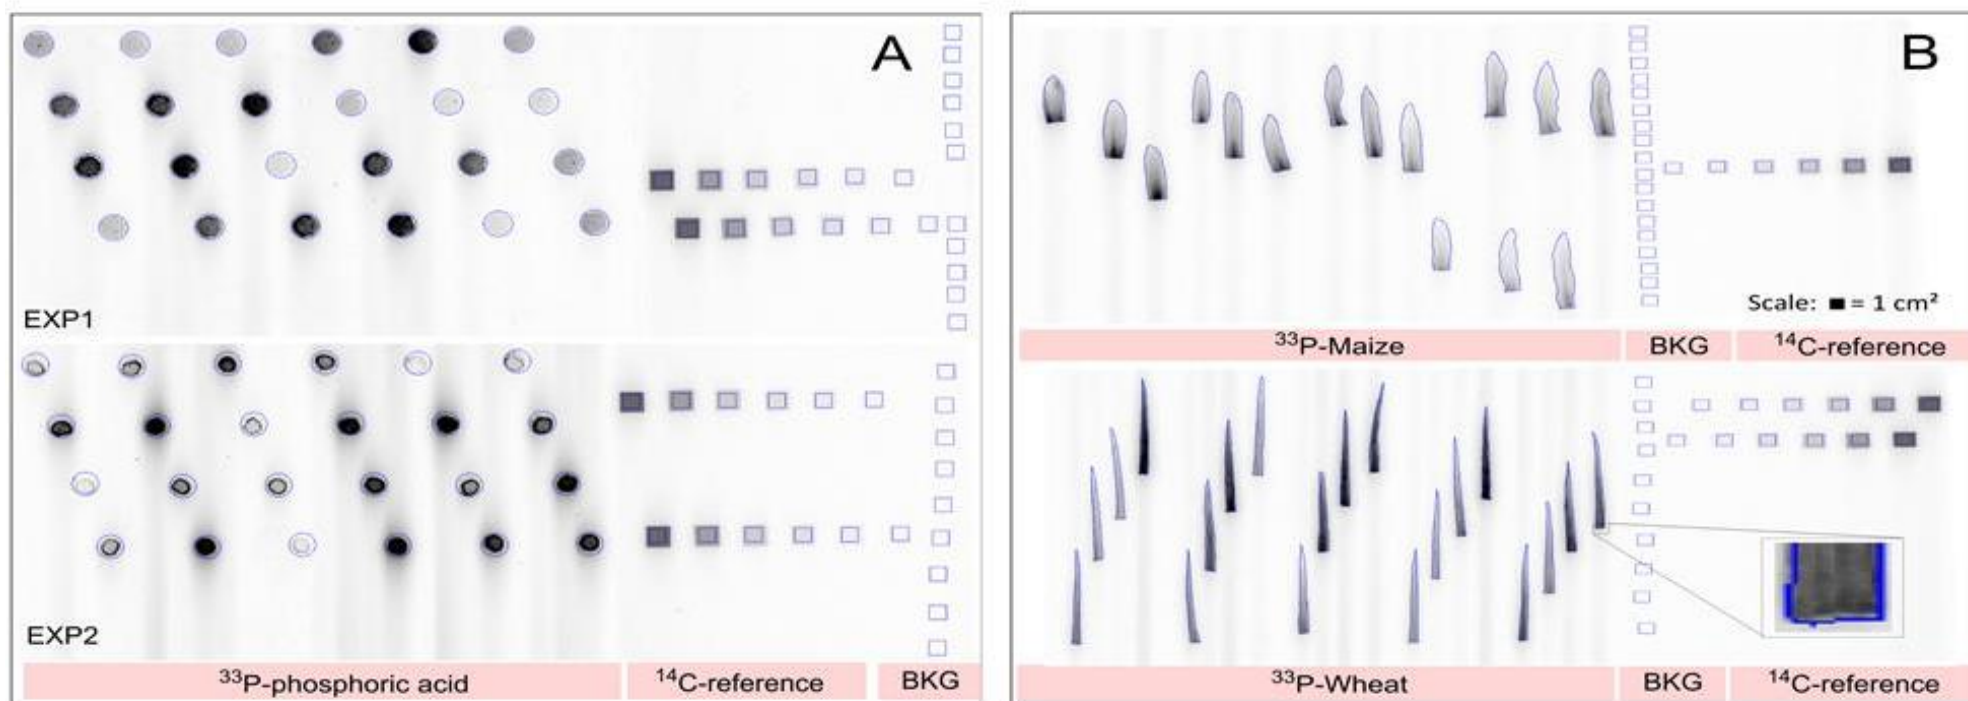 A
EXP1
EXP2
³³P-phosphoric acid
¹⁴C-reference
BKG
B
Scale: ■ = 1 cm²
³³P-Maize
BKG
¹⁴C-reference
³³P-Wheat
BKG
¹⁴C-reference